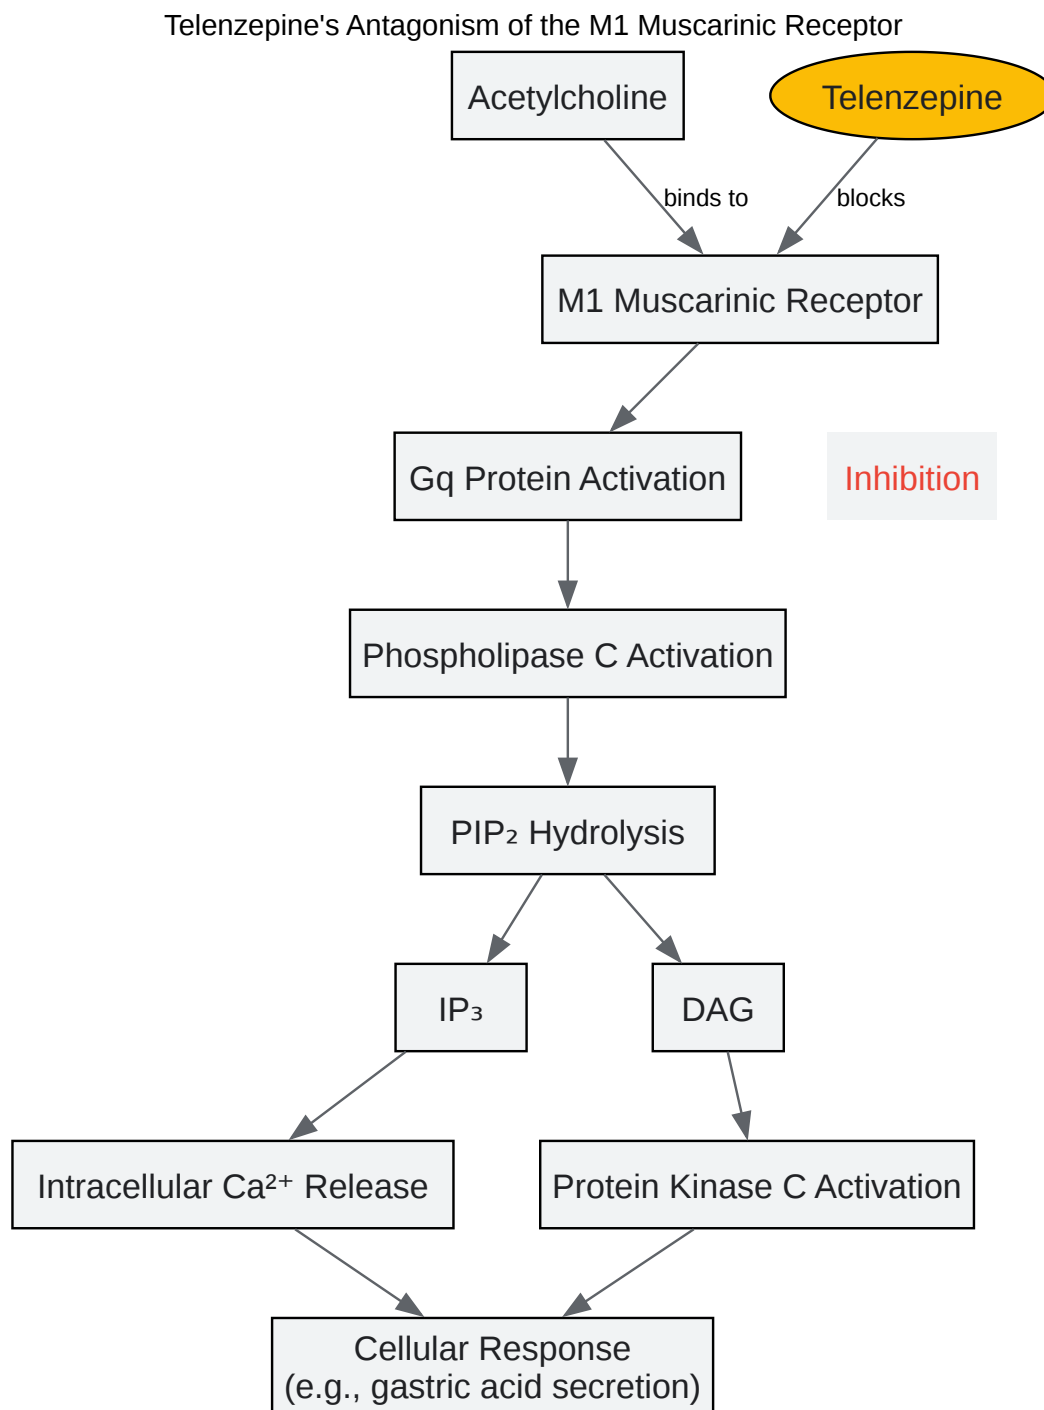 Telenzepine's Antagonism of the M1 Muscarinic Receptor
Acetylcholine
Telenzepine
binds to
blocks
M1 Muscarinic Receptor
Gq Protein Activation
Inhibition
Phospholipase C Activation
PIP₂ Hydrolysis
IP₃
DAG
Intracellular Ca²⁺ Release
Protein Kinase C Activation
Cellular Response
(e.g., gastric acid secretion)